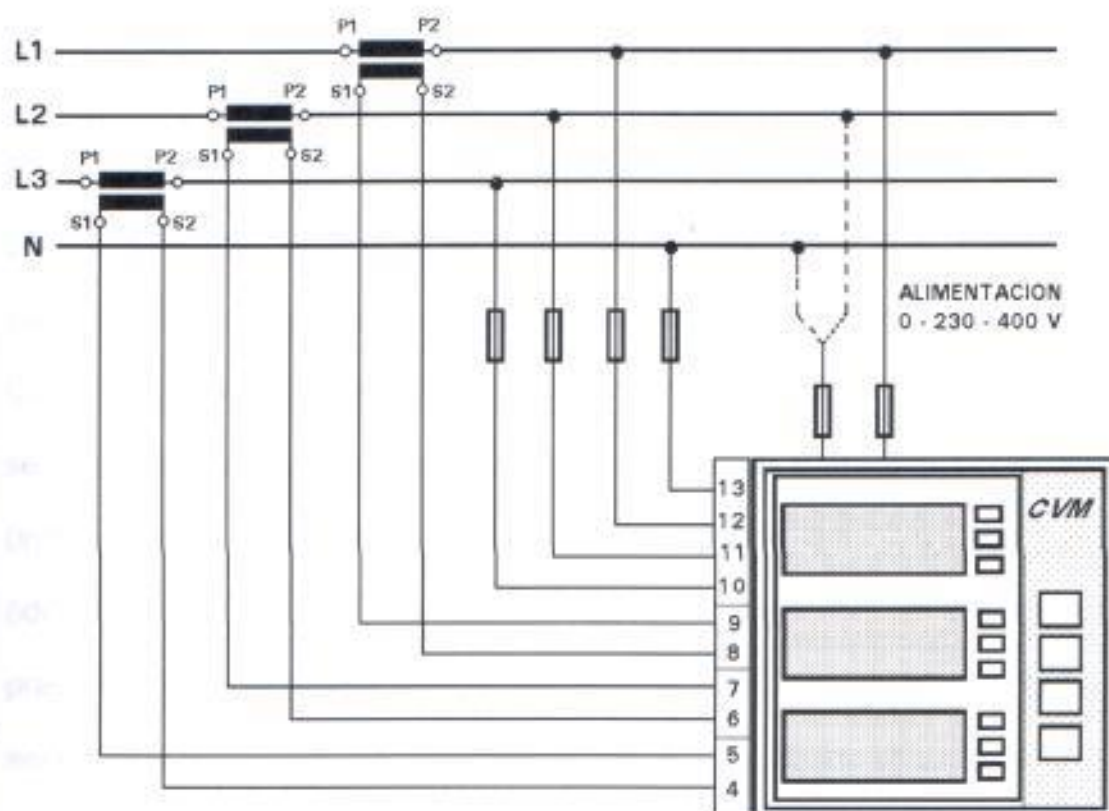 P1 P2
L1
S1 S2
P1 P2
L2
S1 S2
P1 P2
L3
S1 S2
N
ALIMENTACION
0 - 230 - 400 V
13
CVM
12
11
10
9
8
7
6
5
4